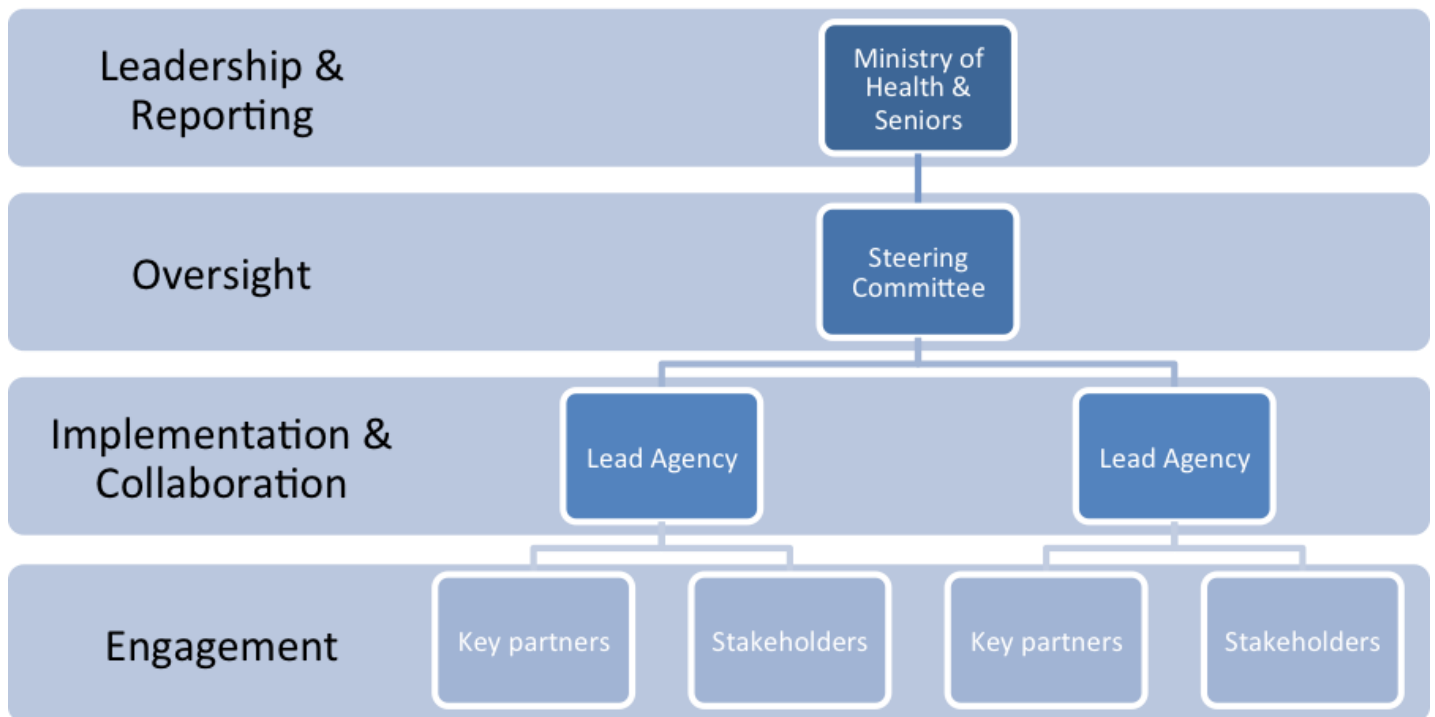 Leadership &
Reporting
Ministry of
Health &
Seniors
Oversight
Steering
Committee
Implementation &
Collaboration
Lead Agency
Lead Agency
Engagement
Key partners
Stakeholders
Key partners
Stakeholders